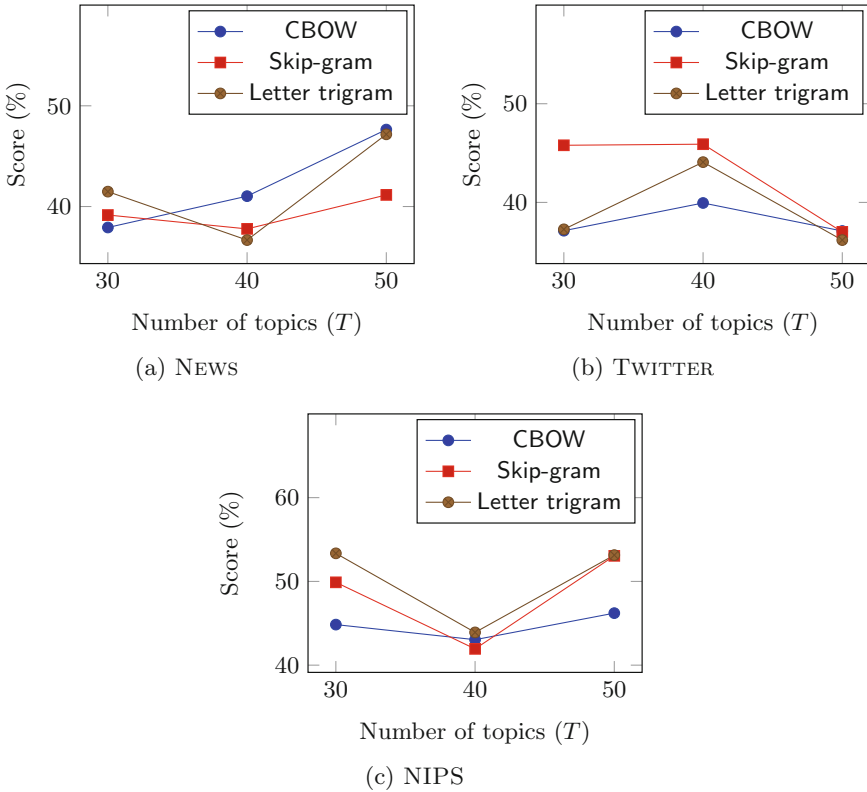 CBOW
Skip-gram
Letter trigram
50
40
Score (%)
30 40 50
Number of topics (T)
(a) NEWS
CBOW
Skip-gram
Letter trigram
50
40
Score (%)
30 40 50
Number of topics (T)
(b) TWITTER
CBOW
Skip-gram
Letter trigram
60
50
40
Score (%)
30 40 50
Number of topics (T)
(c) NIPS